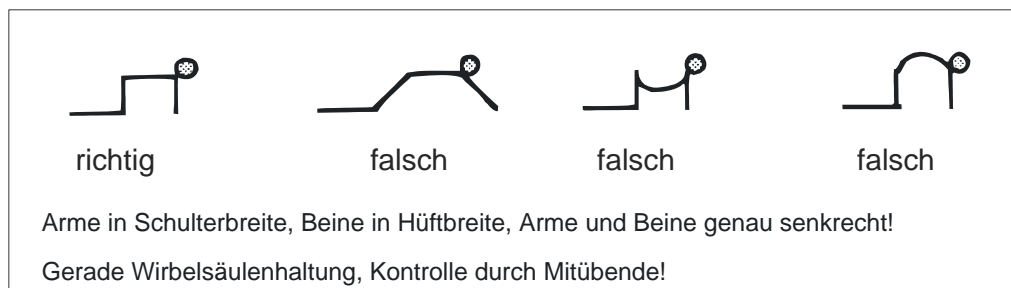 richtig falsch falsch falsch
Arme in Schulterbreite, Beine in Hüftbreite, Arme und Beine genau senkrecht!
Gerade Wirbelsäulenhaltung, Kontrolle durch Mitübende!